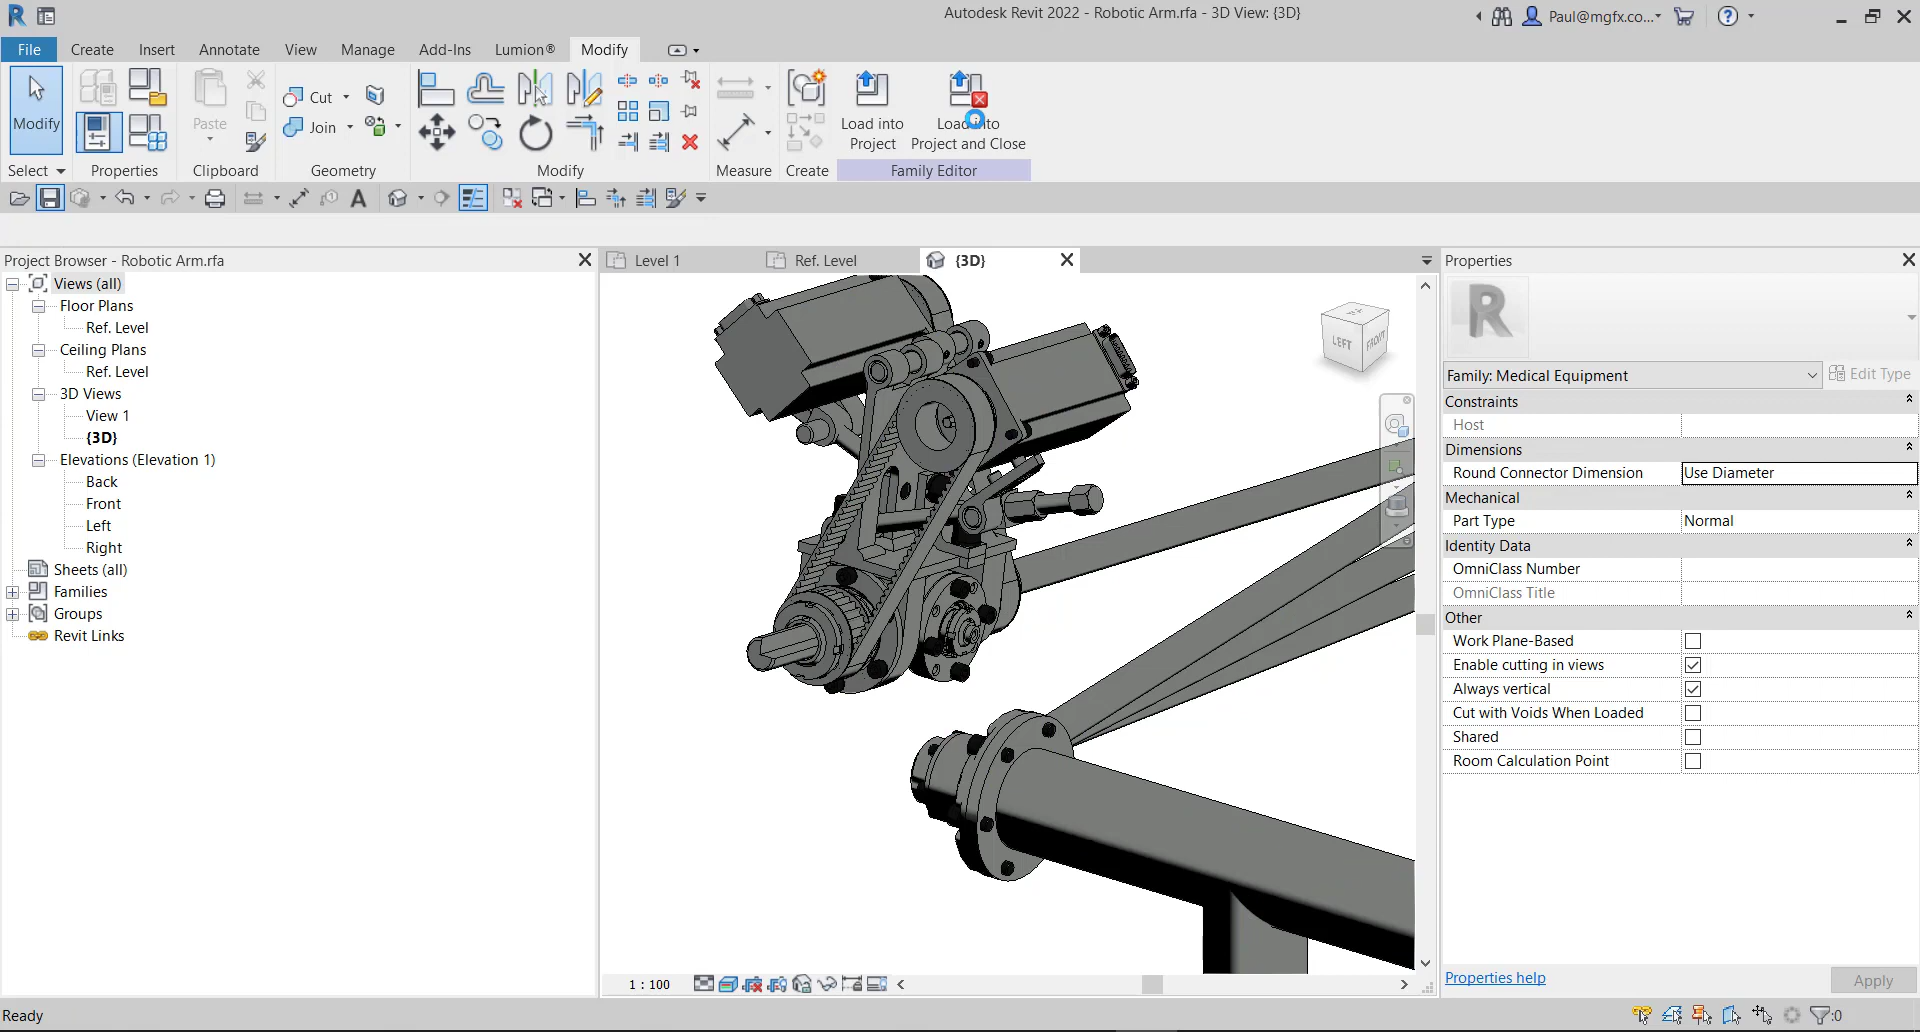 Autodesk Revit 2022 - Robotic Arm.rfa - 3D View: {3D}
Paul@mgfx.co...
File Create Insert Annotate View Manage Add-Ins Lumion® Modify
Modify
Paste
Cut
Join
Load into Project
Load into Project and Close
Select Properties Clipboard Geometry Modify Measure Create Family Editor
Project Browser - Robotic Arm.rfa
Views (all)
Floor Plans
Ref. Level
Ceiling Plans
Ref. Level
3D Views
View 1
{3D}
Elevations (Elevation 1)
Back
Front
Left
Right
Sheets (all)
Families
Groups
Revit Links
Level 1
Ref. Level
{3D}
LEFT
FRONT
1 : 100
Properties
Family: Medical Equipment
Edit Type
Constraints
Host
Dimensions
Round Connector Dimension Use Diameter
Mechanical
Part Type Normal
Identity Data
OmniClass Number
OmniClass Title
Other
Work Plane-Based
Enable cutting in views
Always vertical
Cut with Voids When Loaded
Shared
Room Calculation Point
Properties help
Apply
Ready
:0